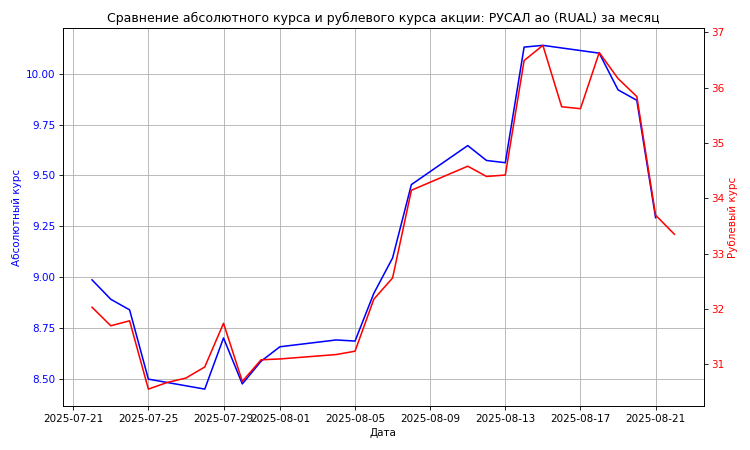 Сравнение абсолютного курса и рублевого курса акции: РУСАЛ ао (RUAL) за месяц
Абсолютный курс
10.00
9.75
9.50
9.25
9.00
8.75
8.50
37
36
35
34
33
32
31
Рублевый курс
2025-07-21 2025-07-25 2025-07-29 2025-08-01 2025-08-05 2025-08-09 2025-08-13 2025-08-17 2025-08-21
Дата